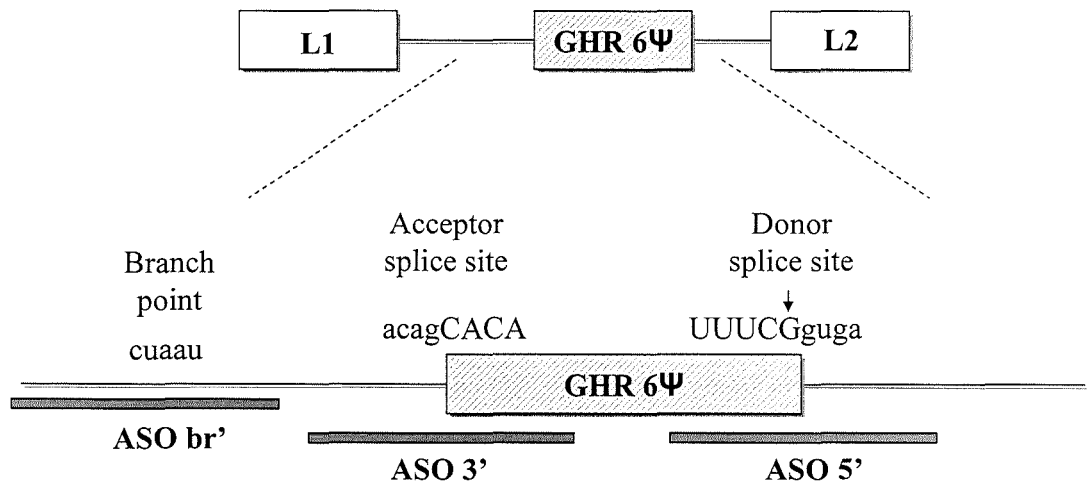 L1
GHR 6Ψ
L2
Acceptor
splice site
Donor
splice site
Branch
point
acagCACA
UUUCGguga
cuaau
GHR 6Ψ
ASO br'
ASO 3'
ASO 5'